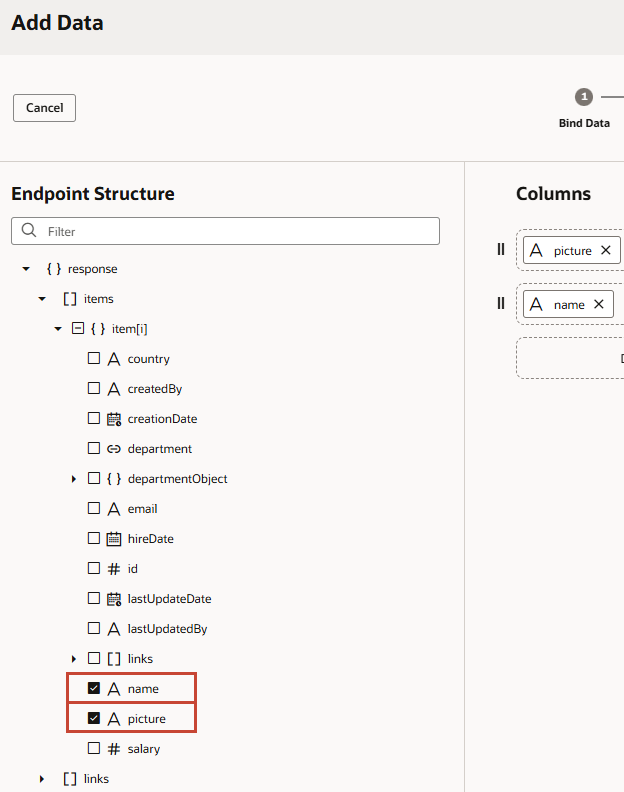 Add Data
Cancel
1
Bind Data
Endpoint Structure
Filter
{ } response
[ ] items
{ } item[i]
A country
A createdBy
creationDate
department
{ } departmentObject
A email
hireDate
# id
lastUpdateDate
A lastUpdatedBy
[ ] links
A name
A picture
# salary
[ ] links
Columns
A picture ×
A name ×